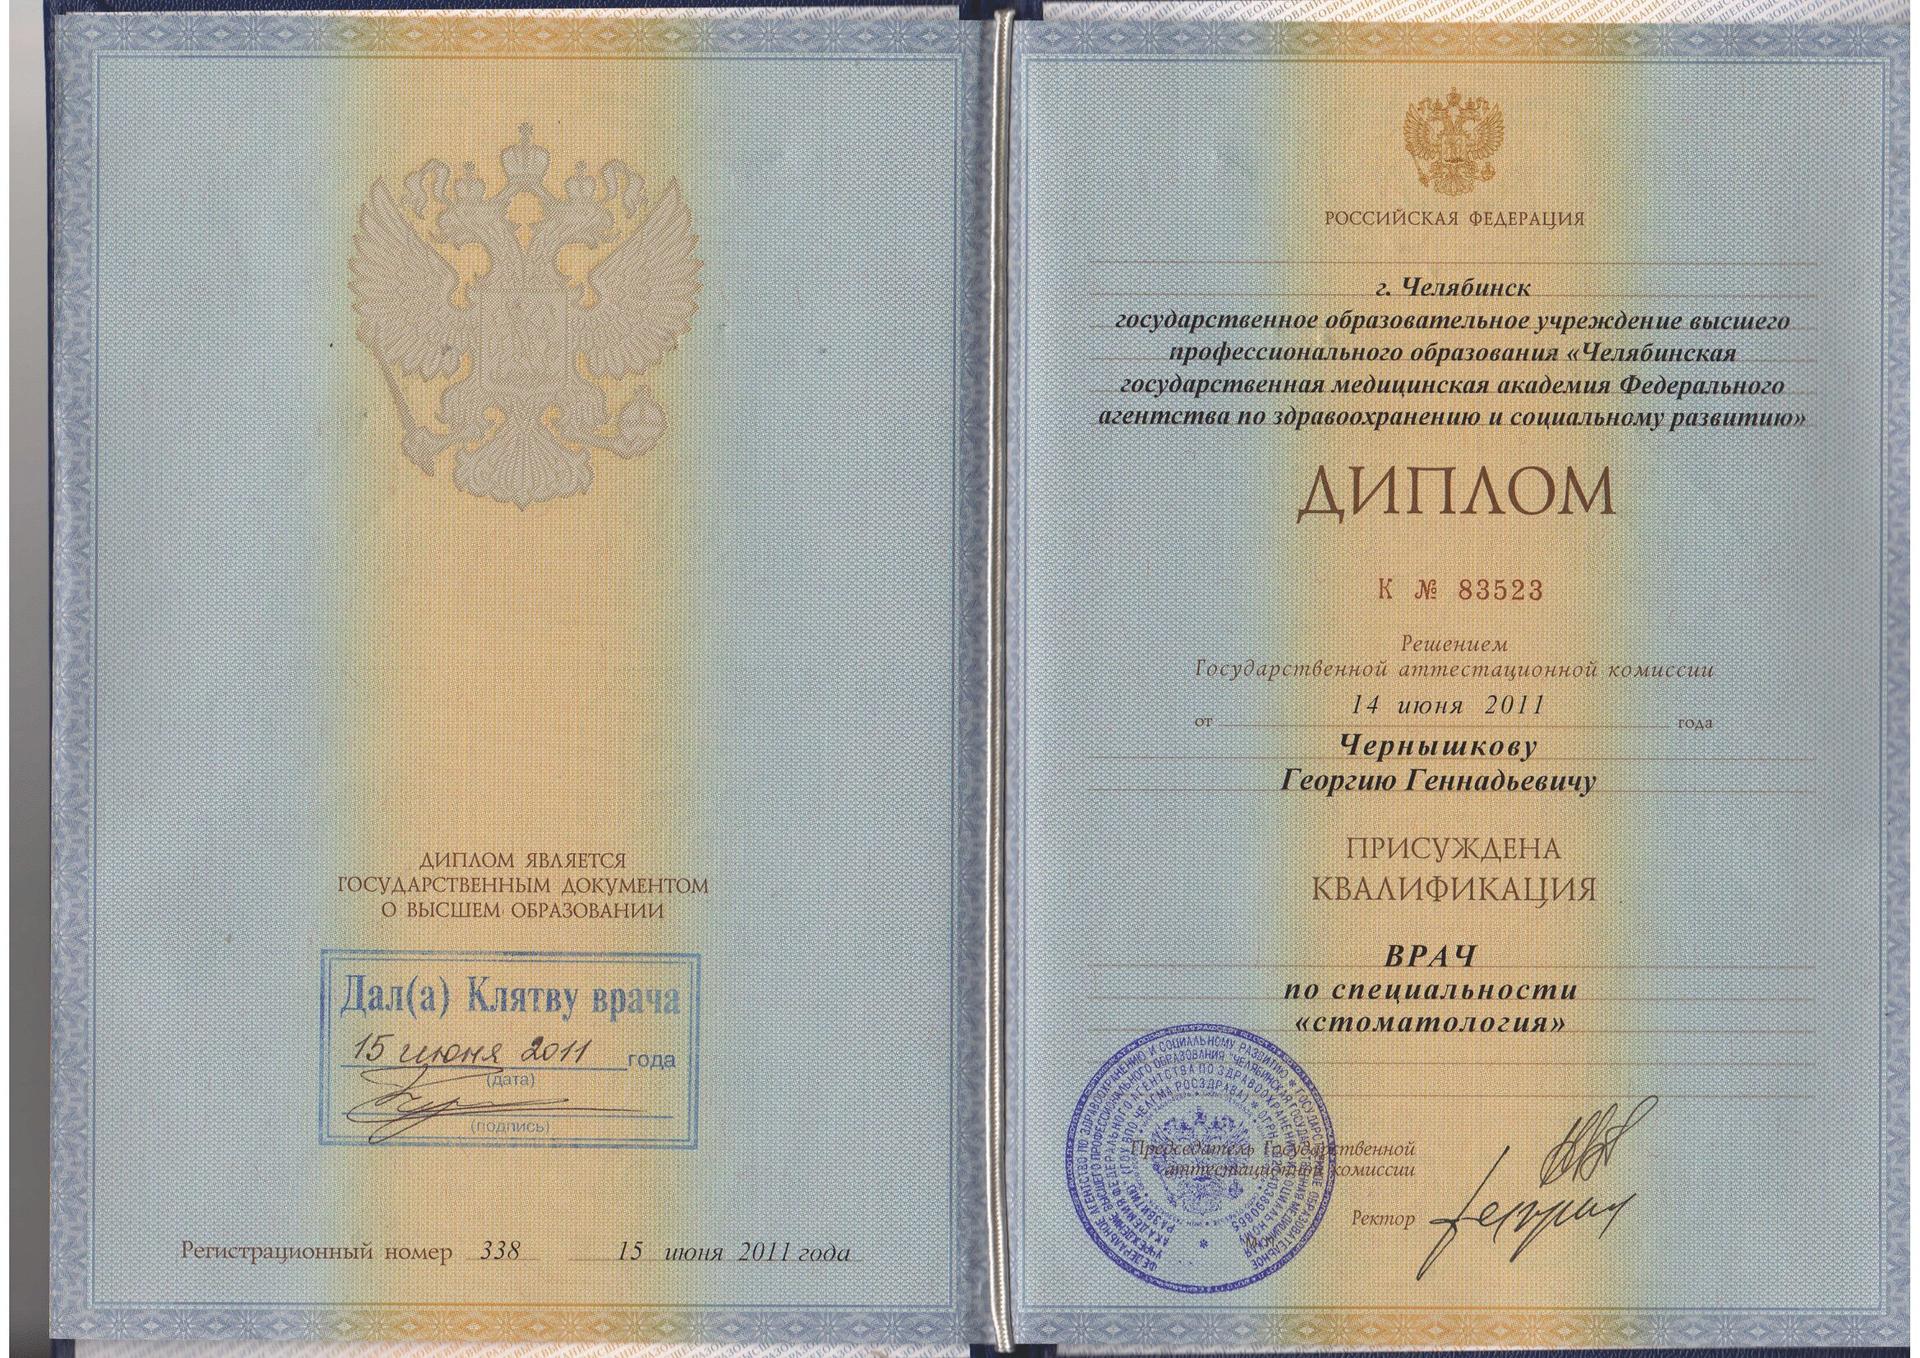 ДИПЛОМ ЯВЛЯЕТСЯ
ГОСУДАРСТВЕННЫМ ДОКУМЕНТОМ
О ВЫСШЕМ ОБРАЗОВАНИИ
Дал(а) Клятву врача
15 июня 2011 года
(дата)
(подпись)
Регистрационный номер 338 15 июня 2011 года
РОССИЙСКАЯ ФЕДЕРАЦИЯ
г. Челябинск
государственное образовательное учреждение высшего
профессионального образования «Челябинская
государственная медицинская академия Федерального
агентства по здравоохранению и социальному развитию»
ДИПЛОМ
К № 83523
Решением
Государственной аттестационной комиссии
от 14 июня 2011 года
Чернышкову
Георгию Геннадьевичу
ПРИСУЖДЕНА
КВАЛИФИКАЦИЯ
ВРАЧ
по специальности
«стоматология»
Председатель Государственной
аттестационной комиссии
Ректор